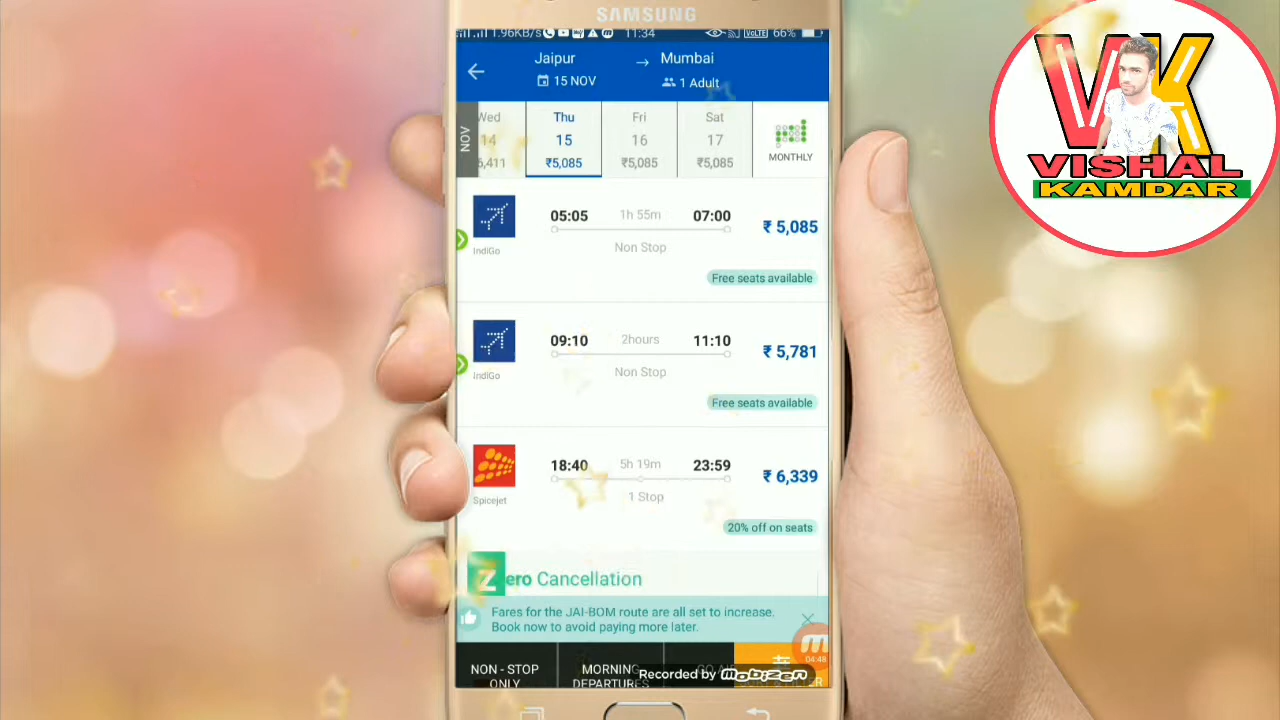 SAMSUNG
1.96KB/s 11:34 VoLTE 66%
Jaipur → Mumbai
15 NOV 1 Adult
NOV
Wed Thu Fri Sat
14 15 16 17
6,411 ₹5,085 ₹5,085 ₹5,085
MONTHLY
05:05 1h 55m 07:00 ₹ 5,085
IndiGo Non Stop
Free seats available
09:10 2hours 11:10 ₹ 5,781
IndiGo Non Stop
Free seats available
18:40 5h 19m 23:59 ₹ 6,339
Spicejet 1 Stop
20% off on seats
Zero Cancellation
Fares for the JAI-BOM route are all set to increase.
Book now to avoid paying more later.
04:48
NON - STOP
ONLY
MORNING
DEPARTURES
Recorded by MOBIZEN
VK
VISHAL
KAMDAR